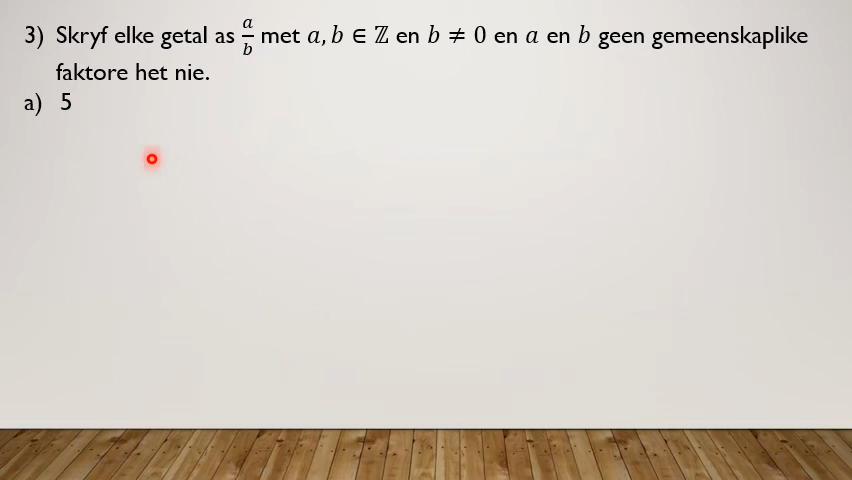 3) Skryf elke getal as a/b met a, b ∈ ℤ en b ≠ 0 en a en b geen gemeenskaplike
faktore het nie.
a) 5